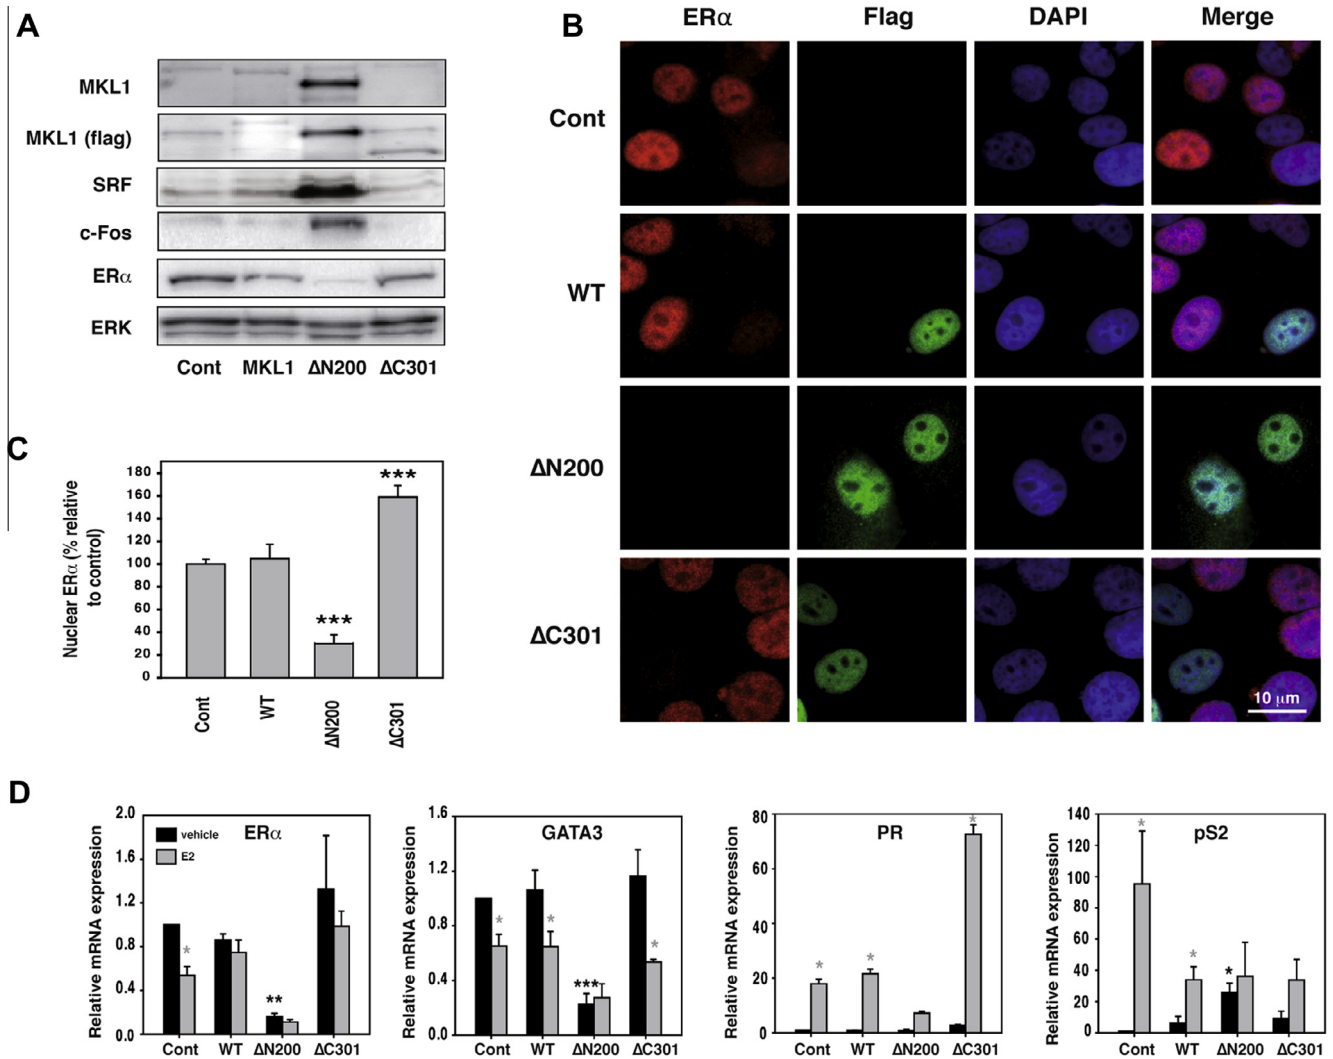 A
MKL1
MKL1 (flag)
SRF
c-Fos
ERα
ERK
Cont MKL1 ΔN200 ΔC301
B
ERα Flag DAPI Merge
Cont
WT
ΔN200
ΔC301
10 μm
C
Nuclear ERα (% relative
to control)
180
160
140
120
100
80
60
40
20
0
***
***
Cont WT ΔN200 ΔC301
D
Relative mRNA expression
2.0
1.6
1.2
0.8
0.4
0.0
ERα
vehicle
E2
*
**
Cont WT ΔN200 ΔC301
Relative mRNA expression
1.6
1.2
0.8
0.4
0.0
GATA3
*
*
***
*
Cont WT ΔN200 ΔC301
Relative mRNA expression
80
60
40
20
0
PR
*
*
*
Cont WT ΔN200 ΔC301
Relative mRNA expression
140
120
100
80
60
40
20
0
pS2
*
*
*
Cont WT ΔN200 ΔC301